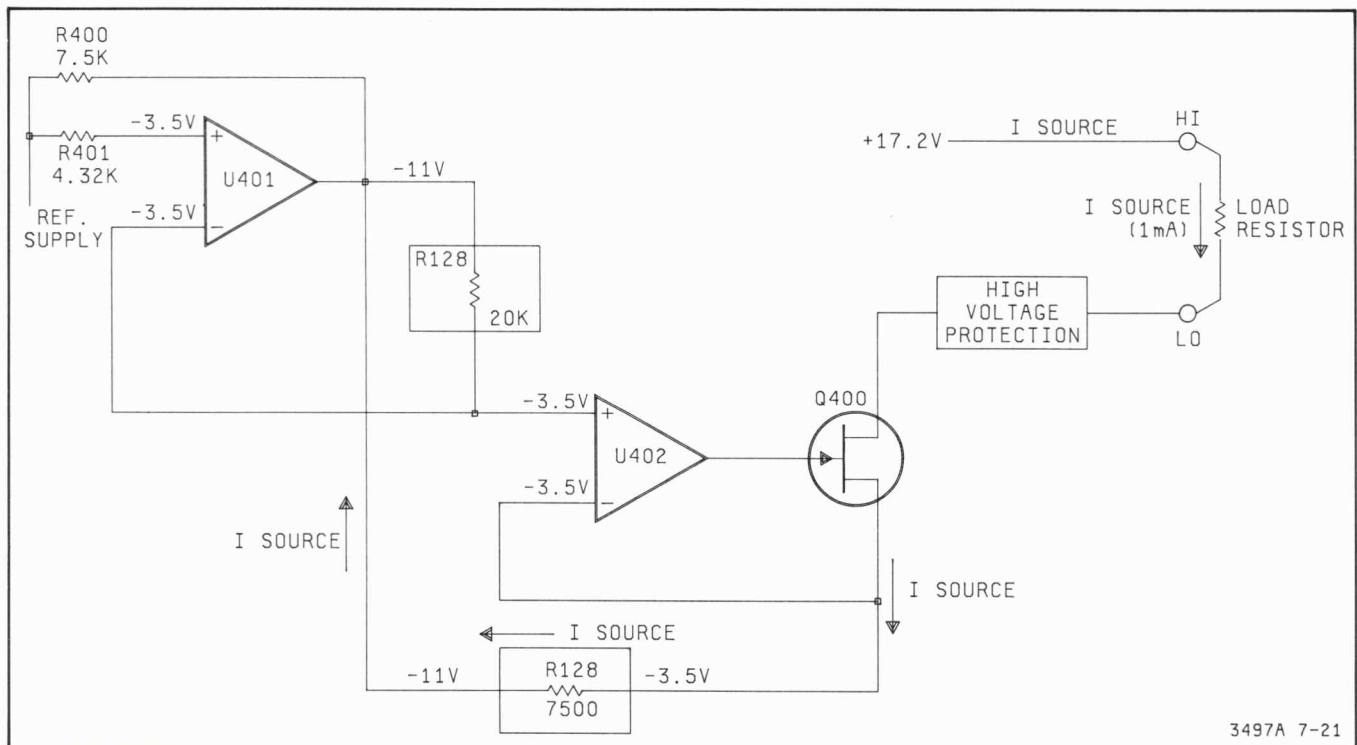 R400
7.5K
-3.5V
+
R401
4.32K
U401
-11V
REF.
SUPPLY
-3.5V
−
R128
20K
+17.2V
I SOURCE
HI
I SOURCE
(1mA)
LOAD
RESISTOR
HIGH
VOLTAGE
PROTECTION
LO
-3.5V
+
U402
Q400
-3.5V
−
I SOURCE
I SOURCE
I SOURCE
-11V
R128
7500
-3.5V
3497A 7-21